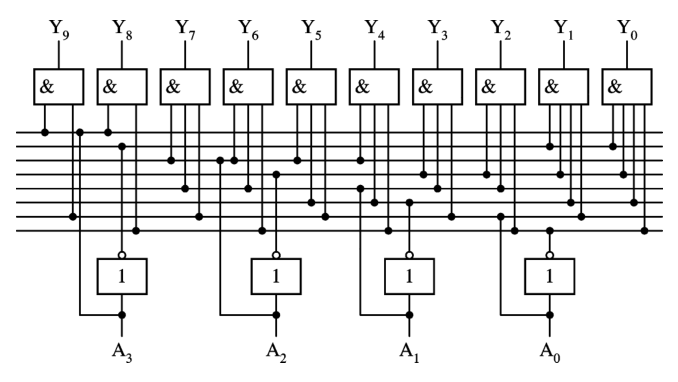 Y₉ Y₈ Y₇ Y₆ Y₅ Y₄ Y₃ Y₂ Y₁ Y₀
& & & & & & & & & &
1 1 1 1
A₃ A₂ A₁ A₀